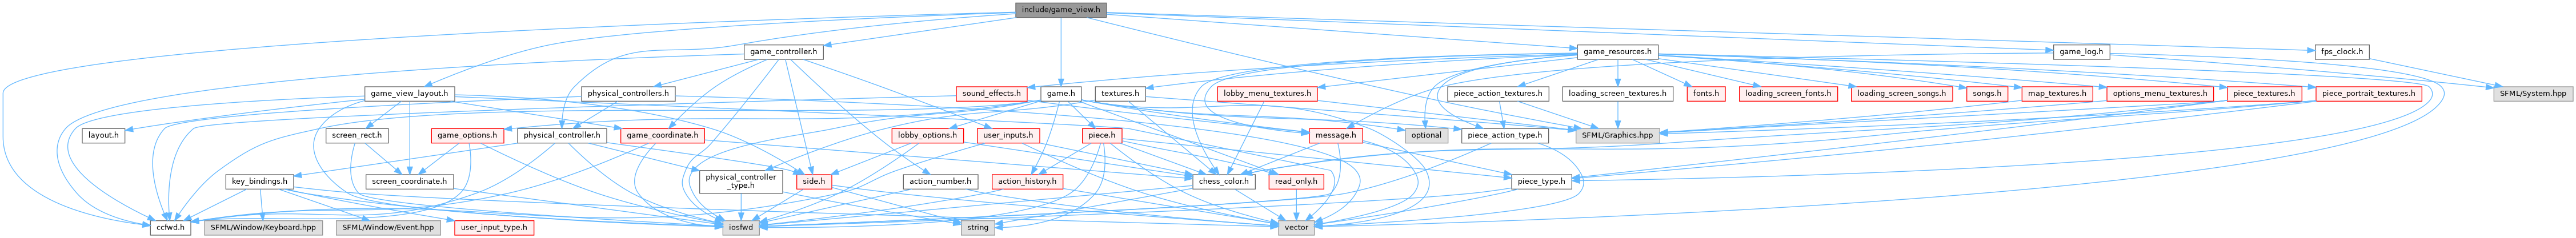 include/game_view.h
game_controller.h
game_resources.h
game_log.h
fps_clock.h
game_view_layout.h
physical_controllers.h
sound_effects.h
game.h
textures.h
lobby_menu_textures.h
piece_action_textures.h
loading_screen_textures.h
fonts.h
loading_screen_fonts.h
loading_screen_songs.h
songs.h
map_textures.h
options_menu_textures.h
piece_textures.h
piece_portrait_textures.h
SFML/System.hpp
layout.h
screen_rect.h
game_options.h
physical_controller.h
game_coordinate.h
lobby_options.h
user_inputs.h
piece.h
message.h
optional
piece_action_type.h
SFML/Graphics.hpp
key_bindings.h
screen_coordinate.h
physical_controller
_type.h
side.h
action_number.h
action_history.h
chess_color.h
read_only.h
piece_type.h
ccfwd.h
SFML/Window/Keyboard.hpp
SFML/Window/Event.hpp
user_input_type.h
iosfwd
string
vector